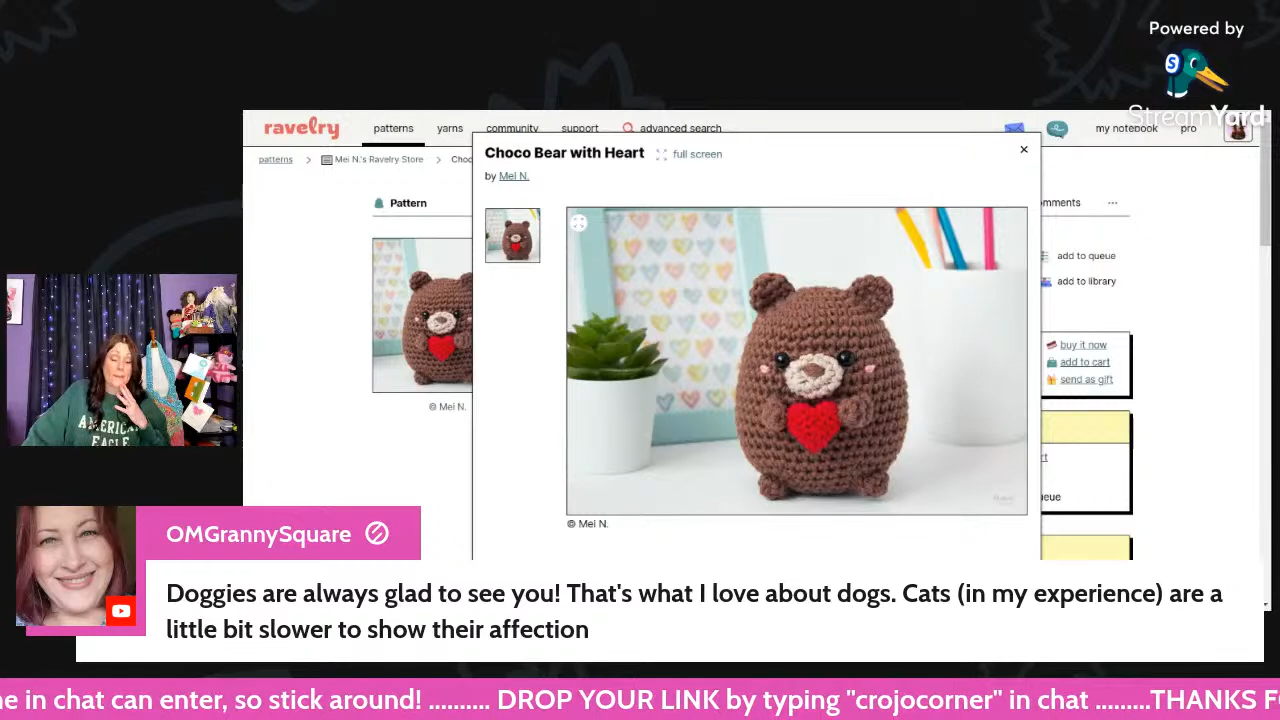 Powered by
StreamYard
ravelry
patterns yarns community support advanced search my notebook pro
patterns > Mei N.'s Ravelry Store >
Choco Bear with Heart full screen ×
by Mei N.
Pattern
© Mei N.
© Mei N.
add to queue
add to library
buy it now
add to cart
send as gift
AMERICAN
EAGLE
OMGrannySquare
Doggies are always glad to see you! That's what I love about dogs. Cats (in my experience) are a
little bit slower to show their affection
in chat can enter, so stick around! .......... DROP YOUR LINK by typing "crojocorner" in chat .........THANKS